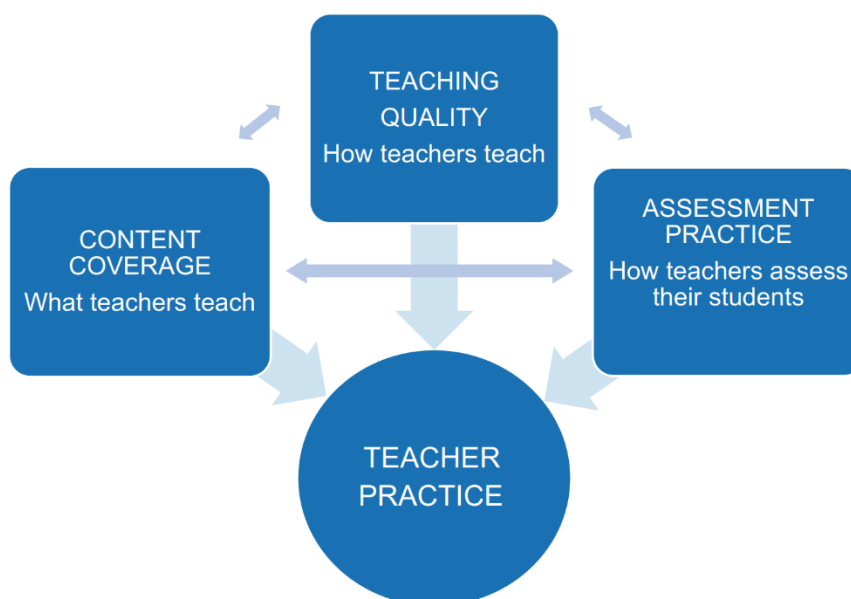 TEACHING
QUALITY
How teachers teach
CONTENT
COVERAGE
What teachers teach
ASSESSMENT
PRACTICE
How teachers assess
their students
TEACHER
PRACTICE